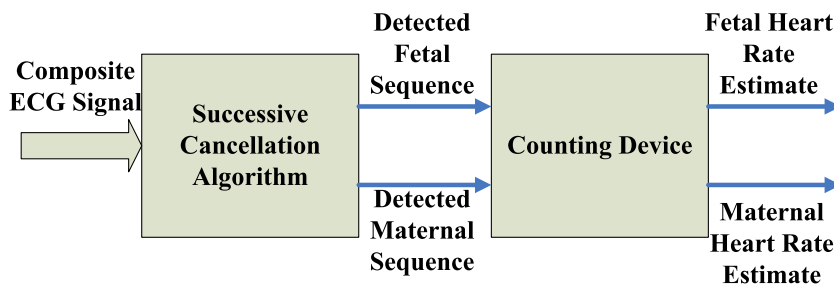 Composite
ECG Signal
Successive
Cancellation
Algorithm
Detected
Fetal
Sequence
Detected
Maternal
Sequence
Counting Device
Fetal Heart
Rate
Estimate
Maternal
Heart Rate
Estimate